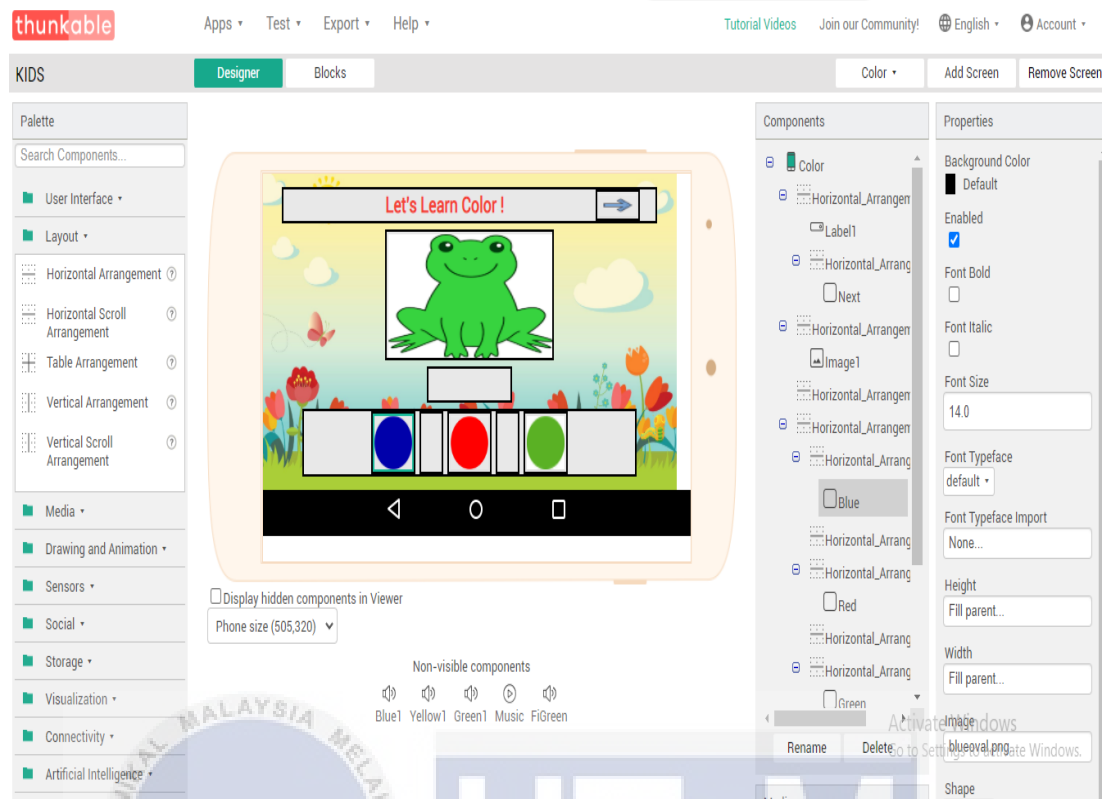 thunkable Apps Test Export Help Tutorial Videos Join our Community! English Account
KIDS Designer Blocks Color Add Screen Remove Screen
Palette
Search Components...
User Interface
Layout
Horizontal Arrangement ?
Horizontal Scroll Arrangement ?
Table Arrangement ?
Vertical Arrangement ?
Vertical Scroll Arrangement ?
Media
Drawing and Animation
Sensors
Social
Storage
Visualization
Connectivity
Artificial Intelligence
Let's Learn Color !
Display hidden components in Viewer
Phone size (505,320)
Non-visible components
Blue1 Yellow1 Green1 Music FiGreen
Components
Color
Horizontal_Arrangem
Label1
Horizontal_Arrang
Next
Horizontal_Arrangem
Image1
Horizontal_Arrangem
Horizontal_Arrangem
Horizontal_Arrang
Blue
Horizontal_Arrang
Horizontal_Arrang
Red
Horizontal_Arrang
Horizontal_Arrang
Green
Rename Delete
Properties
Background Color
Default
Enabled
Font Bold
Font Italic
Font Size
14.0
Font Typeface
default
Font Typeface Import
None...
Height
Fill parent...
Width
Fill parent...
Image
blueoval.png
Shape
Activate Windows
Go to Settings to activate Windows.
MALAYSIA